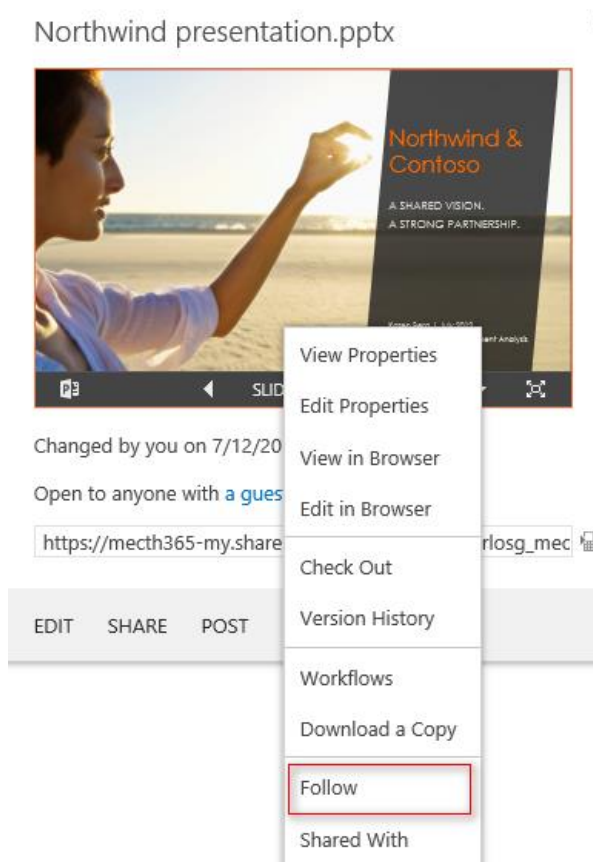 Northwind presentation.pptx
Northwind &
Contoso
A SHARED VISION.
A STRONG PARTNERSHIP.
View Properties
SLID
Edit Properties
Changed by you on 7/12/20
View in Browser
Open to anyone with a gues
Edit in Browser
https://mecth365-my.share
rlosg_mec
Check Out
EDIT SHARE POST
Version History
Workflows
Download a Copy
Follow
Shared With